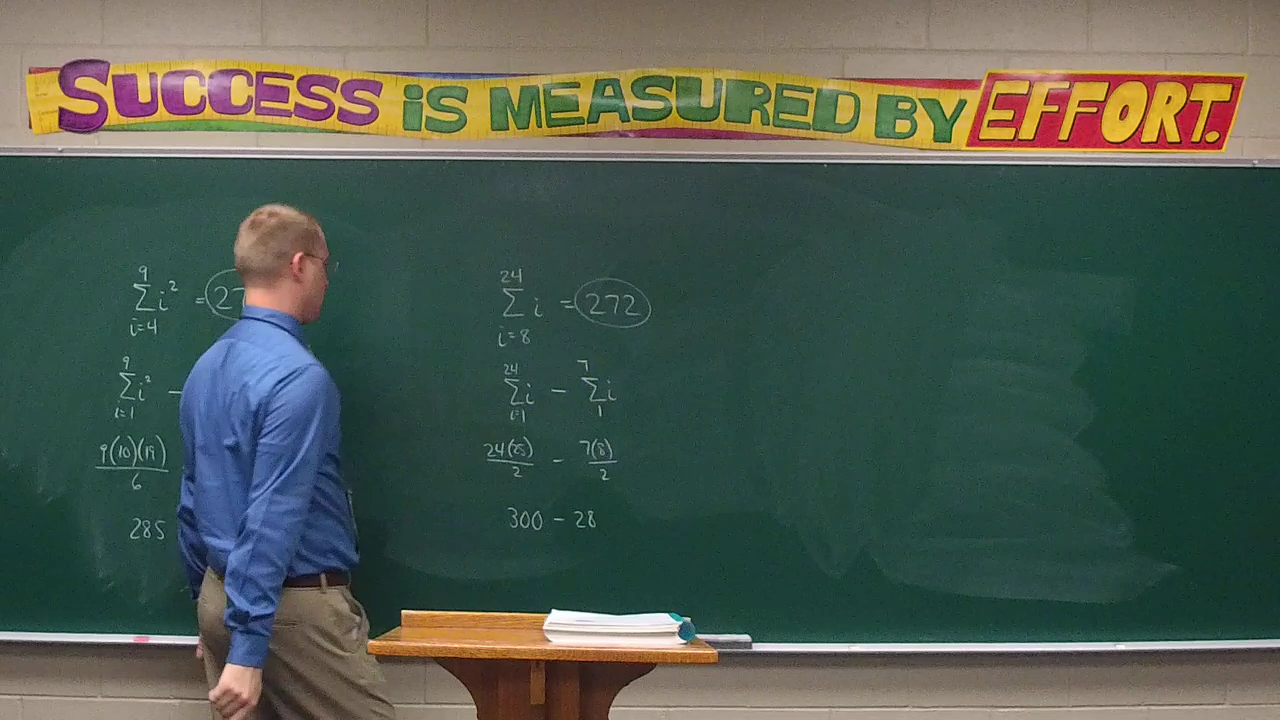 SUCCESS iS MEASURED BY EFFORT.
9
∑ i² = 27
i=4
9
∑ i² −
i=1
9(10)(19)
6
285
24
∑ i = 272
i=8
24 7
∑ i − ∑ i
i=1 1
24(25) − 7(8)
2 2
300 − 28